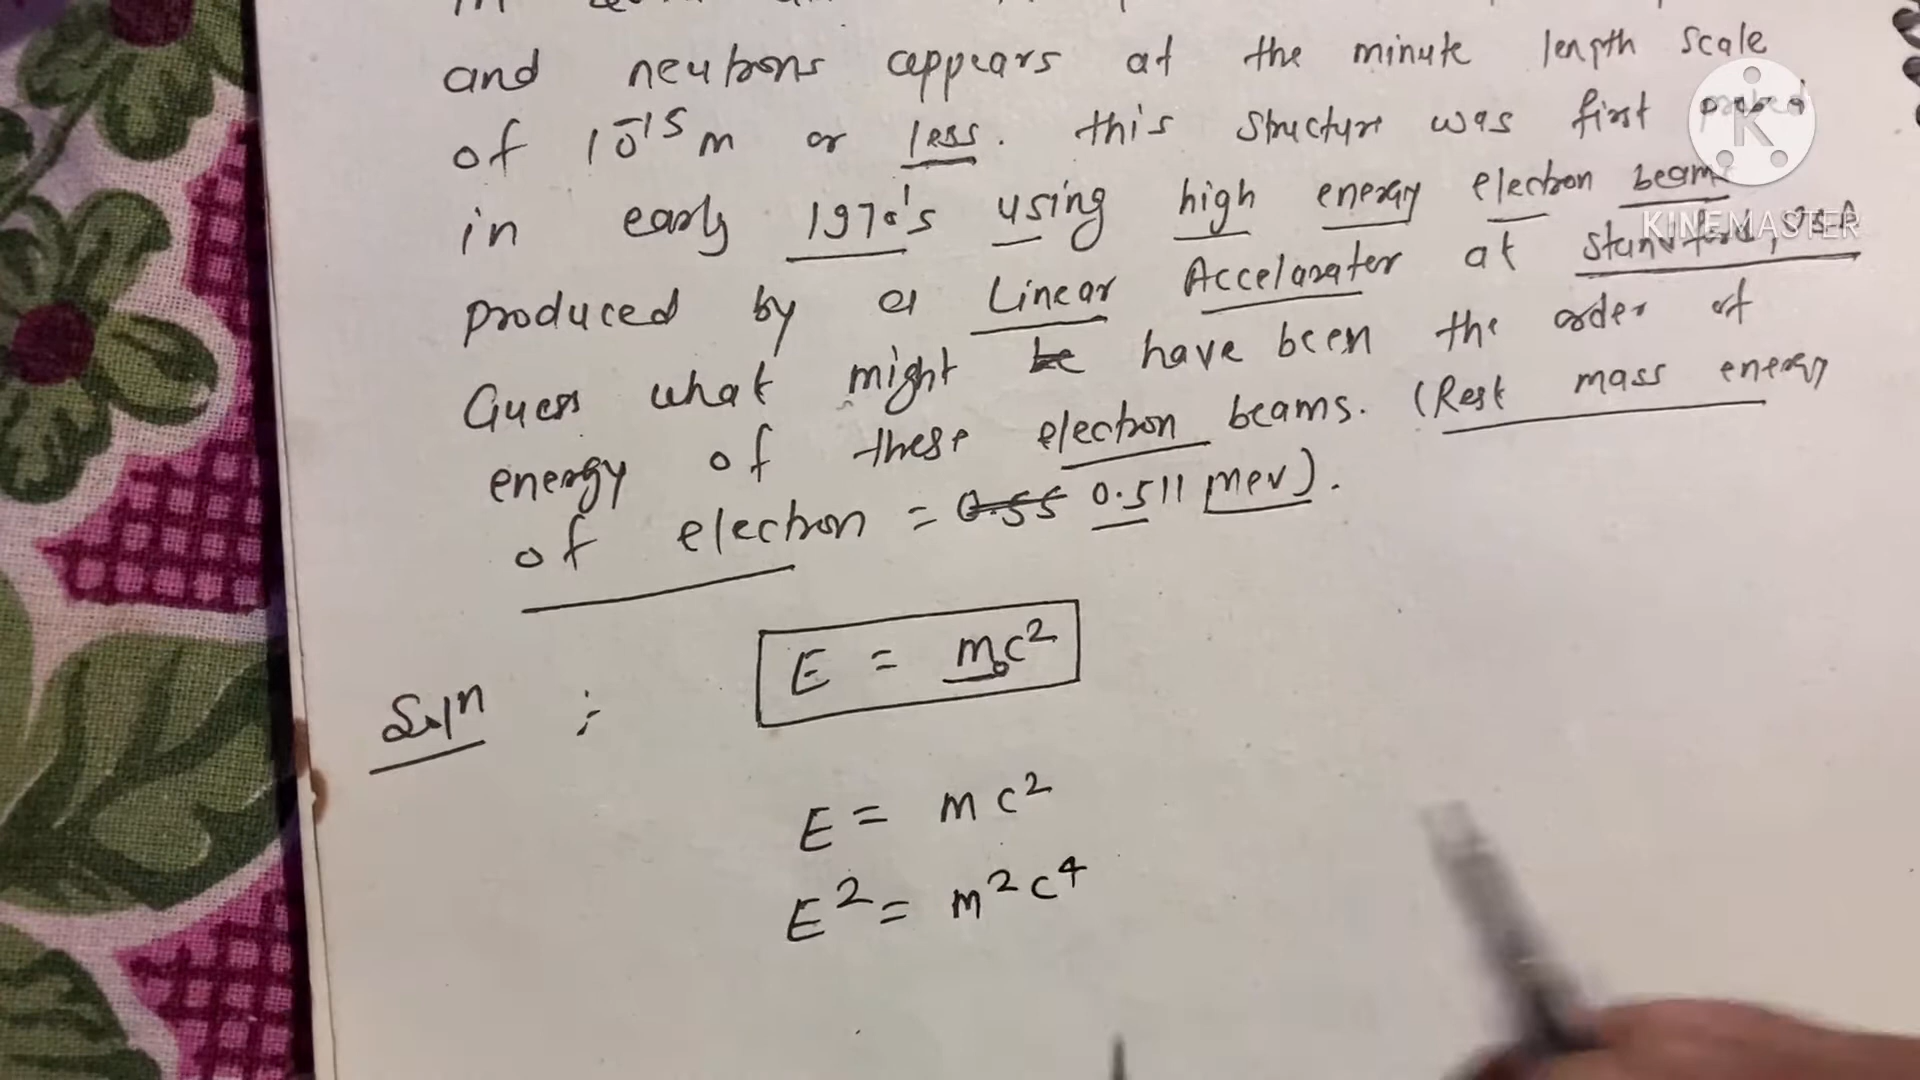 and neutrons appears at the minute length scale
of 10^-15 m or less. this structure was first probed
in early 1970's using high energy electron beams
produced by a Linear Accelarater at
Guess what might be have been the order of
energy of these electron beams. (Rest mass energy
of electron = 0.55 0.511 mev).
E = m₀c²
Soln :
E = mc²
E² = m²c⁴
K
KINEMASTER